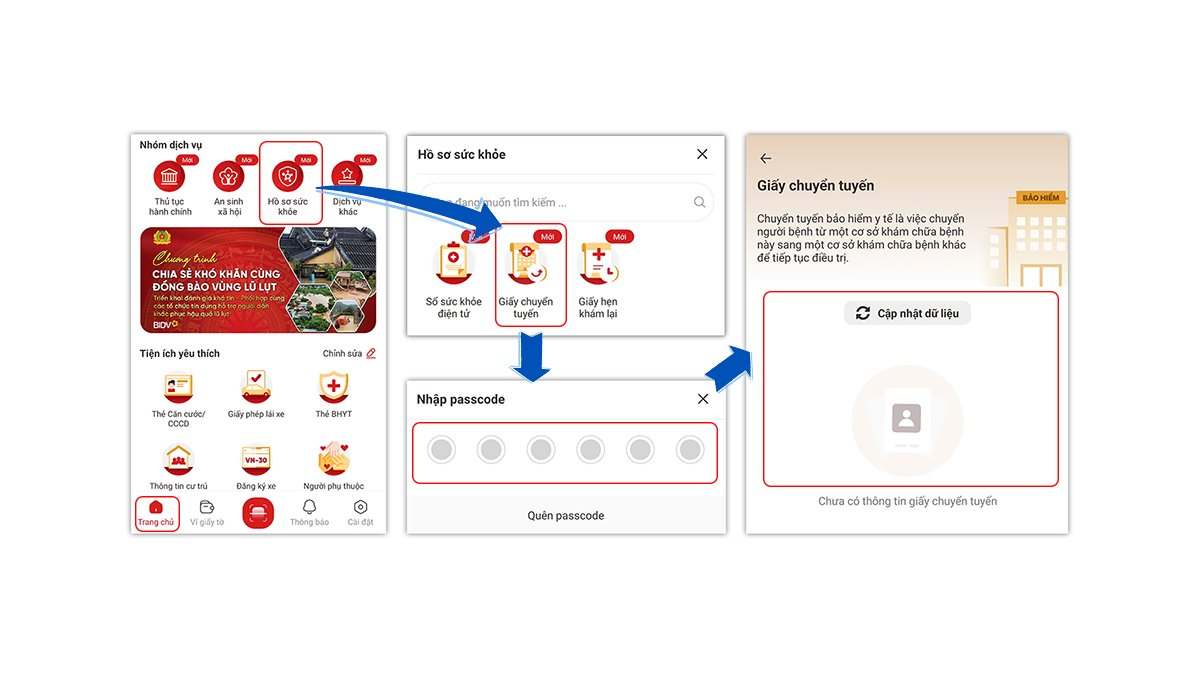 Nhóm dịch vụ
Mới
Mới
Mới
Mới
Thủ tục
hành chính
An sinh
xã hội
Hồ sơ sức
khỏe
Dịch vụ
khác
Chương trình
CHIA SẺ KHÓ KHĂN CÙNG
ĐỒNG BÀO VÙNG LŨ LỤT
Triển khai đánh giá khả tín - Phối hợp cùng
các tổ chức tín dụng hỗ trợ người dân
khắc phục hậu quả lũ lụt
BIDV
Tiện ích yêu thích
Chỉnh sửa
Thẻ Căn cước/
CCCD
Giấy phép lái xe
Thẻ BHYT
VN-30
Thông tin cư trú
Đăng ký xe
Người phụ thuộc
Trang chủ
Ví giấy tờ
Thông báo
Cài đặt
Hồ sơ sức khỏe
đang muốn tìm kiếm ...
Mới
Mới
Sổ sức khỏe
điện tử
Giấy chuyển
tuyến
Giấy hẹn
khám lại
Nhập passcode
Quên passcode
Giấy chuyển tuyến
BẢO HIỂM
Chuyển tuyến bảo hiểm y tế là việc chuyển
người bệnh từ một cơ sở khám chữa bệnh
này sang một cơ sở khám chữa bệnh khác
để tiếp tục điều trị.
Cập nhật dữ liệu
Chưa có thông tin giấy chuyển tuyến